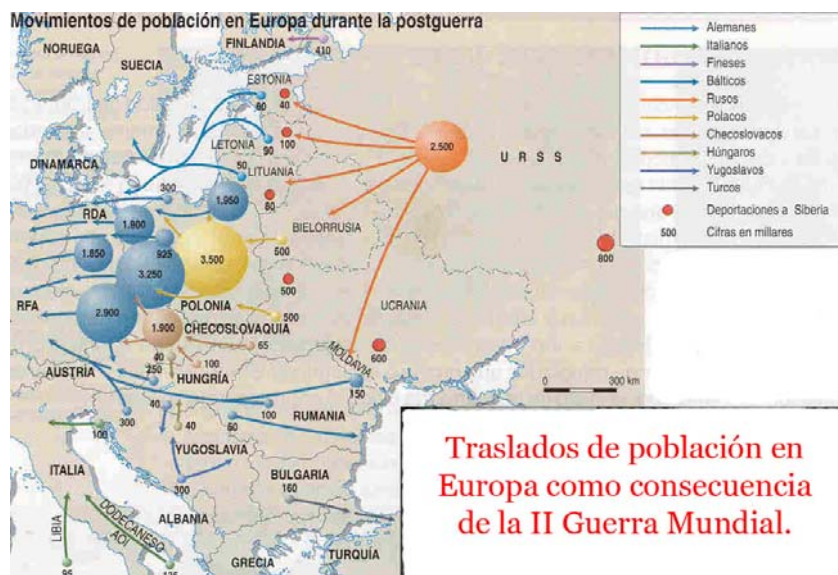 Movimientos de población en Europa durante la postguerra
NORUEGA
SUECIA
FINLANDIA
410
ESTONIA
60
40
LETONIA
90
100
DINAMARCA
50
LITUANIA
80
2.500
U R S S
BIELORRUSIA
800
300
RDA
1.950
1.800
1.850
925
3.500
500
3.250
POLONIA
500
500
UCRANIA
RFA
2.900
1.900
CHECOSLOVAQUIA
65
600
MOLDAVIA
40
250
100
AUSTRIA
HUNGRÍA
150
300
40
40
100
60
RUMANIA
100
ITALIA
YUGOSLAVIA
300
BULGARIA
160
ALBANIA
LIBIA
95
DODECANESO
AOI
GRECIA
TURQUÍA
0
300 km
Alemanes
Italianos
Fineses
Bálticos
Rusos
Polacos
Checoslovacos
Húngaros
Yugoslavos
Turcos
Deportaciones a Siberia
500 Cifras en millares
Traslados de población en
Europa como consecuencia
de la II Guerra Mundial.